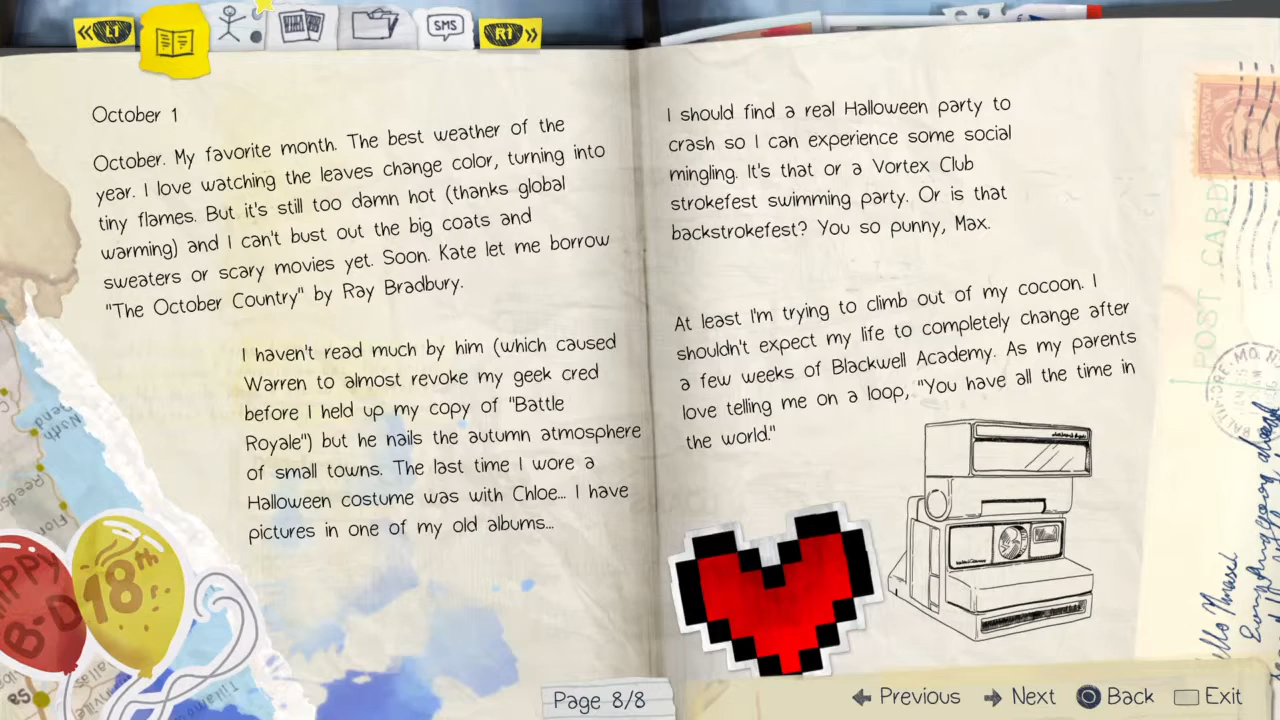 L1
SMS
R1
October 1
October. My favorite month. The best weather of the
year. I love watching the leaves change color, turning into
tiny flames. But it's still too damn hot (thanks global
warming) and I can't bust out the big coats and
sweaters or scary movies yet. Soon. Kate let me borrow
"The October Country" by Ray Bradbury.
I haven't read much by him (which caused
Warren to almost revoke my geek cred
before I held up my copy of "Battle
Royale") but he nails the autumn atmosphere
of small towns. The last time I wore a
Halloween costume was with Chloe... I have
pictures in one of my old albums...
I should find a real Halloween party to
crash so I can experience some social
mingling. It's that or a Vortex Club
strokefest swimming party. Or is that
backstrokefest? You so punny, Max.
At least I'm trying to climb out of my cocoon. I
shouldn't expect my life to completely change after
a few weeks of Blackwell Academy. As my parents
love telling me on a loop, "You have all the time in
the world."
POST CARD
North
Bend
18th
B-D
Page 8/8
Previous
Next
Back
Exit